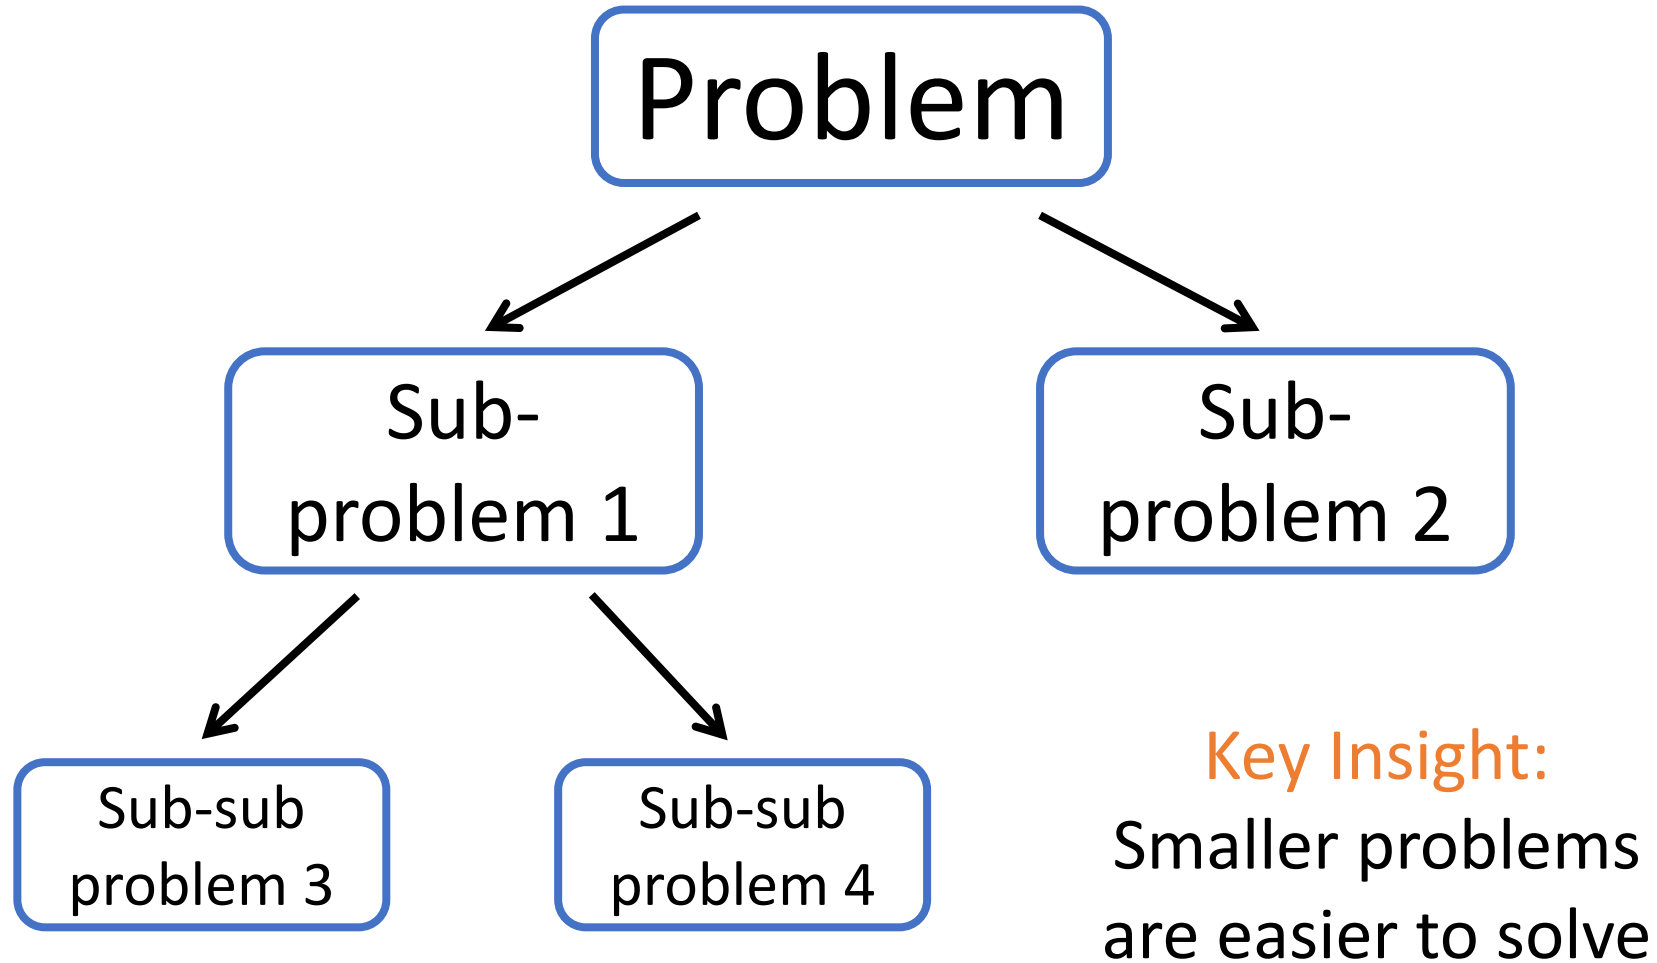 Problem
Sub-
problem 1
Sub-
problem 2
Sub-sub
problem 3
Sub-sub
problem 4
Key Insight:
Smaller problems
are easier to solve